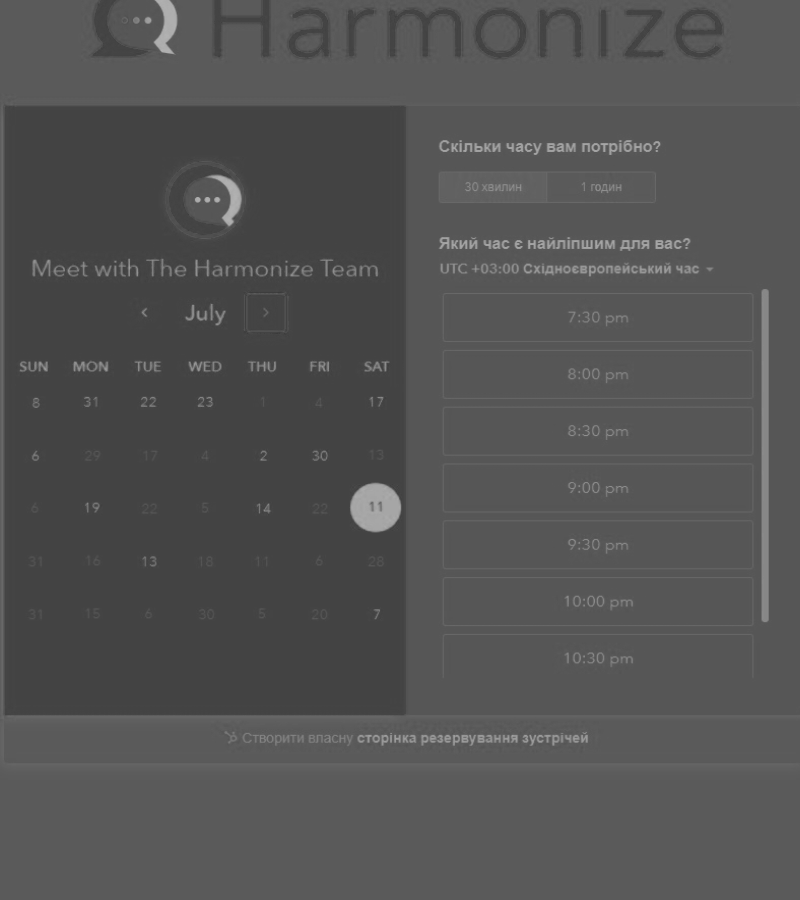 Harmonize
Meet with The Harmonize Team
July
SUN MON TUE WED THU FRI SAT
8 31 22 23 1 4 17
6 29 17 4 2 30 13
6 19 22 5 14 22 11
31 16 13 18 11 6 28
31 15 6 30 5 20 7
Скільки часу вам потрібно?
30 хвилин 1 годин
Який час є найліпшим для вас?
UTC +03:00 Східноєвропейський час
7:30 pm
8:00 pm
8:30 pm
9:00 pm
9:30 pm
10:00 pm
10:30 pm
Створити власну сторінка резервування зустрічей